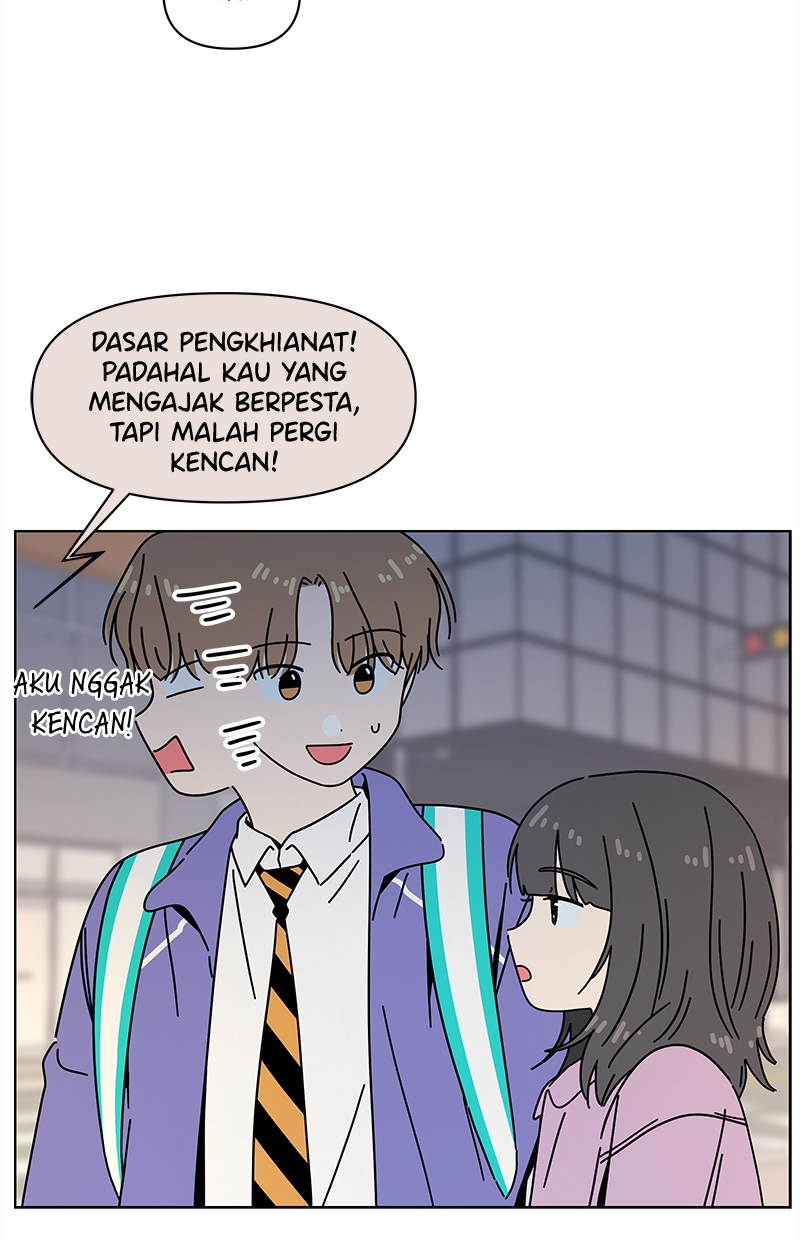 DASAR PENGKHIANAT!
PADAHAL KAU YANG
MENGAJAK BERPESTA,
TAPI MALAH PERGI
KENCAN!
AKU NGGAK
KENCAN!